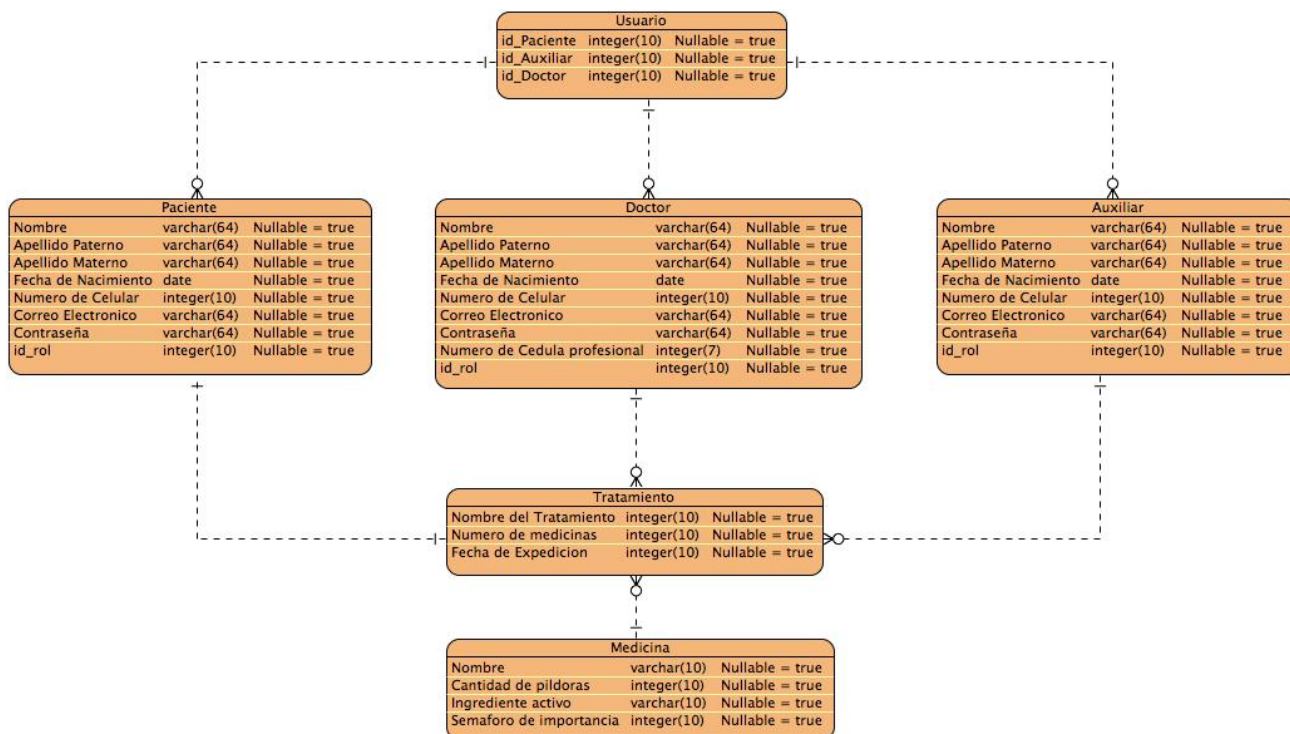 Usuario
id_Paciente integer(10) Nullable = true
id_Auxiliar integer(10) Nullable = true
id_Doctor integer(10) Nullable = true
Paciente
Nombre varchar(64) Nullable = true
Apellido Paterno varchar(64) Nullable = true
Apellido Materno varchar(64) Nullable = true
Fecha de Nacimiento date Nullable = true
Numero de Celular integer(10) Nullable = true
Correo Electronico varchar(64) Nullable = true
Contraseña varchar(64) Nullable = true
id_rol integer(10) Nullable = true
Doctor
Nombre varchar(64) Nullable = true
Apellido Paterno varchar(64) Nullable = true
Apellido Materno varchar(64) Nullable = true
Fecha de Nacimiento date Nullable = true
Numero de Celular integer(10) Nullable = true
Correo Electronico varchar(64) Nullable = true
Contraseña varchar(64) Nullable = true
Numero de Cedula profesional integer(7) Nullable = true
id_rol integer(10) Nullable = true
Auxiliar
Nombre varchar(64) Nullable = true
Apellido Paterno varchar(64) Nullable = true
Apellido Materno varchar(64) Nullable = true
Fecha de Nacimiento date Nullable = true
Numero de Celular integer(10) Nullable = true
Correo Electronico varchar(64) Nullable = true
Contraseña varchar(64) Nullable = true
id_rol integer(10) Nullable = true
Tratamiento
Nombre del Tratamiento integer(10) Nullable = true
Numero de medicinas integer(10) Nullable = true
Fecha de Expedicion integer(10) Nullable = true
Medicina
Nombre varchar(10) Nullable = true
Cantidad de pildoras integer(10) Nullable = true
Ingrediente activo varchar(10) Nullable = true
Semaforo de importancia integer(10) Nullable = true